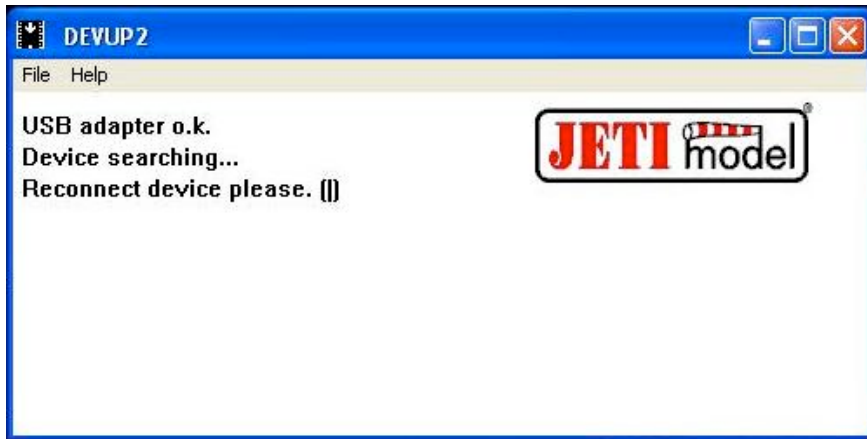 DEVUP2
File Help
USB adapter o.k.
Device searching...
Reconnect device please. (|)
JETI model ®